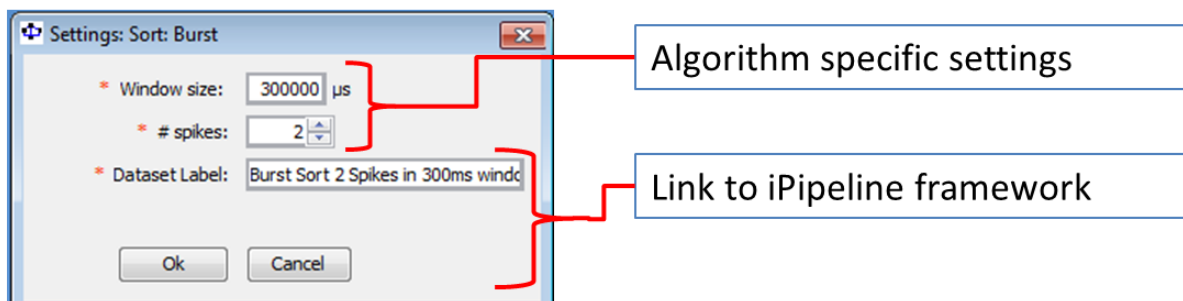 Settings: Sort: Burst
* Window size: 300000 µs
* # spikes: 2
* Dataset Label: Burst Sort 2 Spikes in 300ms
Ok Cancel
Algorithm specific settings
Link to iPipeline framework